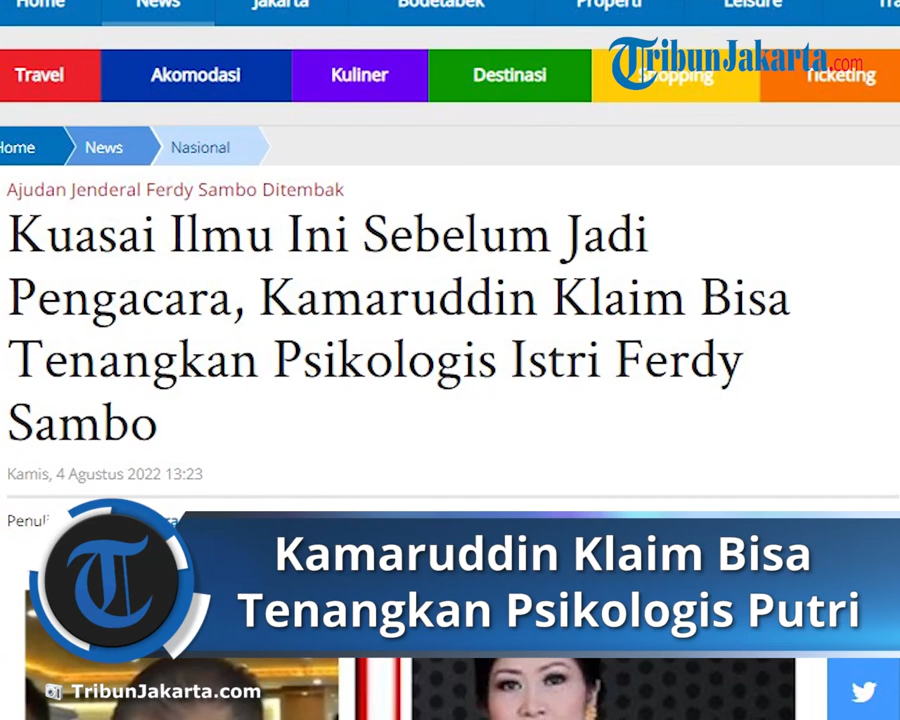 Home News Jakarta Bodetabek Properti Leisure
Travel Akomodasi Kuliner Destinasi Shopping Ticketing
TribunJakarta.com
Home News Nasional
Ajudan Jenderal Ferdy Sambo Ditembak
Kuasai Ilmu Ini Sebelum Jadi
Pengacara, Kamaruddin Klaim Bisa
Tenangkan Psikologis Istri Ferdy
Sambo
Kamis, 4 Agustus 2022 13:23
Kamaruddin Klaim Bisa
Tenangkan Psikologis Putri
TribunJakarta.com